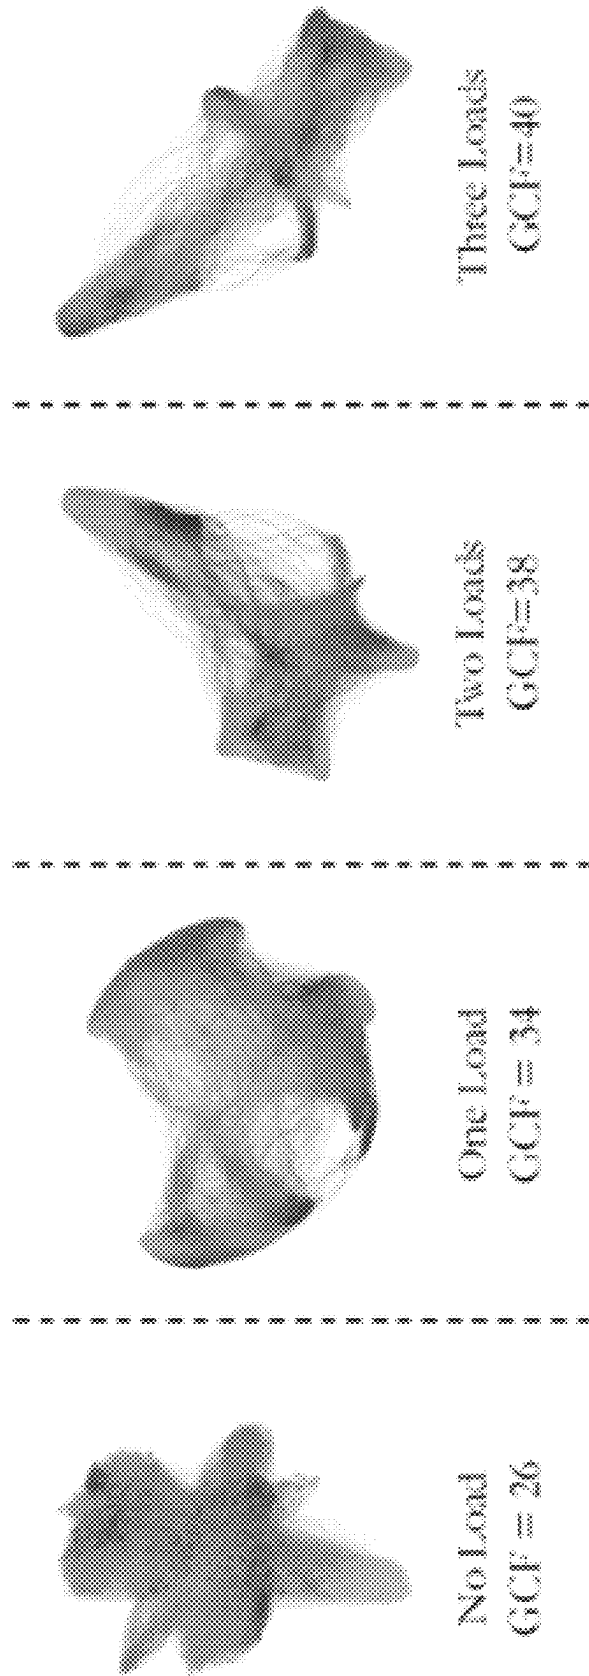 No Load
GCF = 26
One Load
GCF = 34
Two Loads
GCF=38
Three Loads
GCF=40